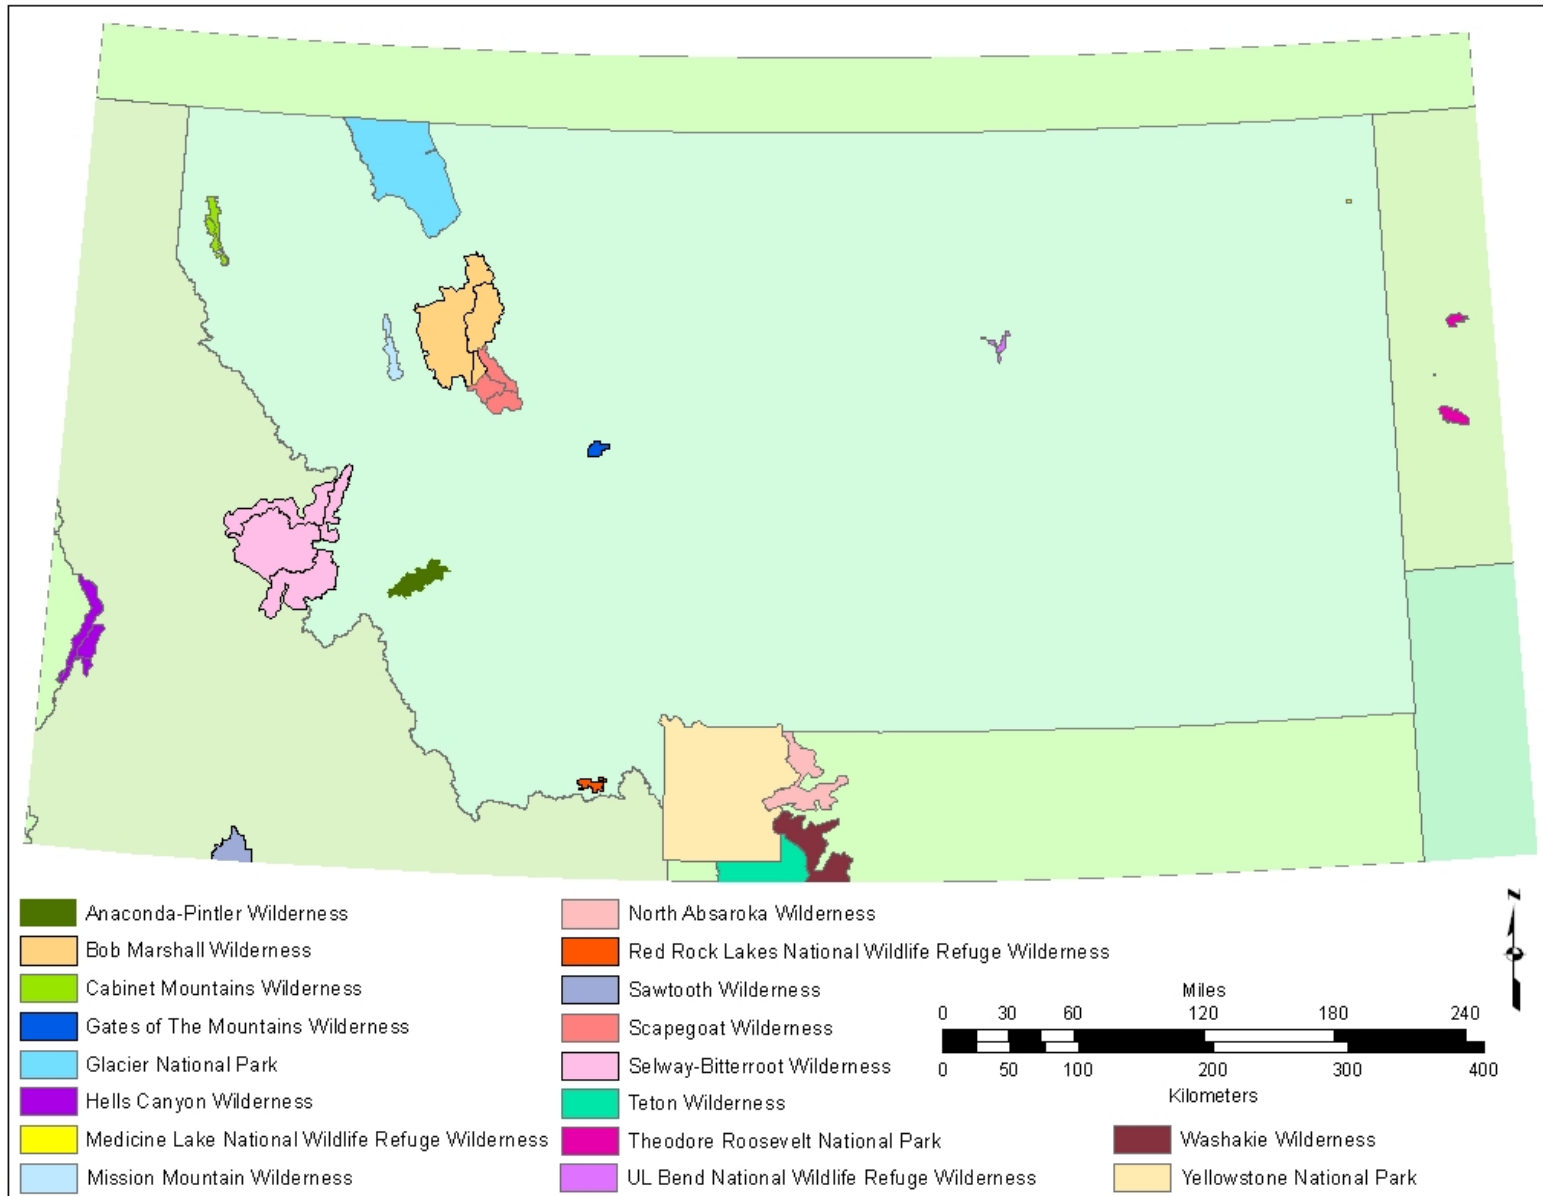 Anaconda-Pintler Wilderness
Bob Marshall Wilderness
Cabinet Mountains Wilderness
Gates of The Mountains Wilderness
Glacier National Park
Hells Canyon Wilderness
Medicine Lake National Wildlife Refuge Wilderness
Mission Mountain Wilderness
North Absaroka Wilderness
Red Rock Lakes National Wildlife Refuge Wilderness
Sawtooth Wilderness
Scapegoat Wilderness
Selway-Bitterroot Wilderness
Teton Wilderness
Theodore Roosevelt National Park
UL Bend National Wildlife Refuge Wilderness
Washakie Wilderness
Yellowstone National Park
Miles
0 30 60 120 180 240
0 50 100 200 300 400
Kilometers
N